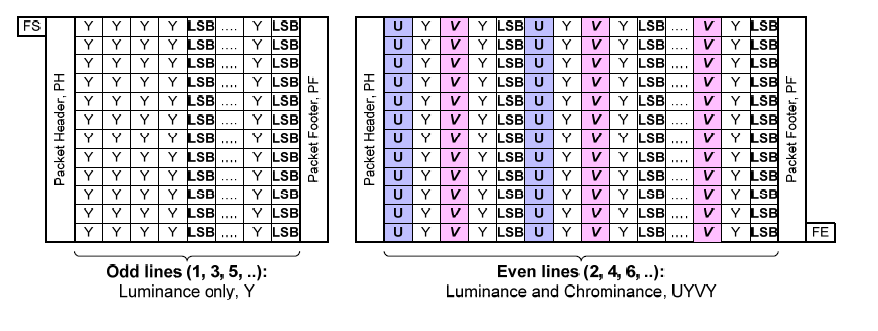 FS
Packet Header, PH
Y Y Y Y LSB .... Y LSB
Y Y Y Y LSB .... Y LSB
Y Y Y Y LSB .... Y LSB
Y Y Y Y LSB .... Y LSB
Y Y Y Y LSB .... Y LSB
Y Y Y Y LSB .... Y LSB
Y Y Y Y LSB .... Y LSB
Y Y Y Y LSB .... Y LSB
Y Y Y Y LSB .... Y LSB
Y Y Y Y LSB .... Y LSB
Y Y Y Y LSB .... Y LSB
Y Y Y Y LSB .... Y LSB
Packet Footer, PF
Odd lines (1, 3, 5, ..):
Luminance only, Y
Packet Header, PH
U Y V Y LSB U Y V Y LSB .... V Y LSB
U Y V Y LSB U Y V Y LSB .... V Y LSB
U Y V Y LSB U Y V Y LSB .... V Y LSB
U Y V Y LSB U Y V Y LSB .... V Y LSB
U Y V Y LSB U Y V Y LSB .... V Y LSB
U Y V Y LSB U Y V Y LSB .... V Y LSB
U Y V Y LSB U Y V Y LSB .... V Y LSB
U Y V Y LSB U Y V Y LSB .... V Y LSB
U Y V Y LSB U Y V Y LSB .... V Y LSB
U Y V Y LSB U Y V Y LSB .... V Y LSB
U Y V Y LSB U Y V Y LSB .... V Y LSB
U Y V Y LSB U Y V Y LSB .... V Y LSB
Packet Footer, PF
FE
Even lines (2, 4, 6, ..):
Luminance and Chrominance, UYVY